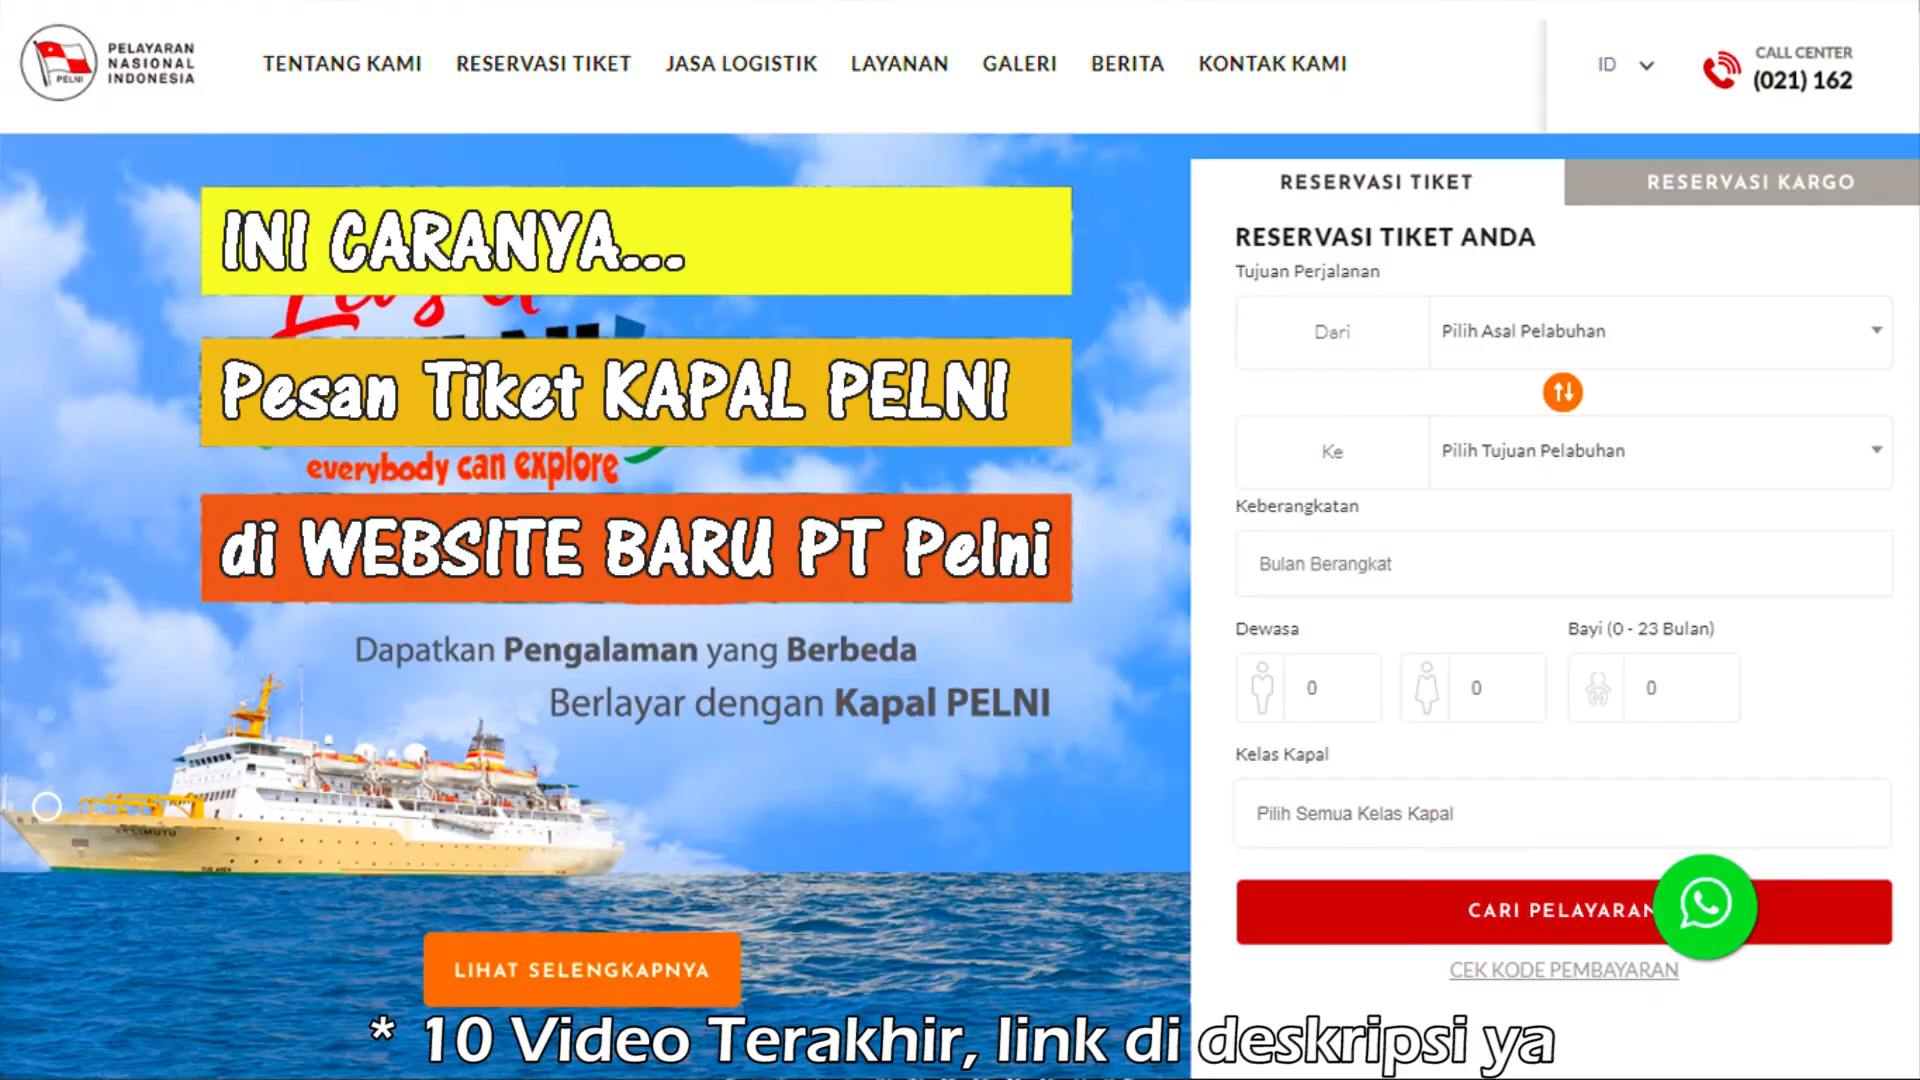 PELAYARAN
NASIONAL
INDONESIA
PELNI
TENTANG KAMI
RESERVASI TIKET
JASA LOGISTIK
LAYANAN
GALERI
BERITA
KONTAK KAMI
ID
CALL CENTER
(021) 162
INI CARANYA...
Pesan Tiket KAPAL PELNI
everybody can explore
di WEBSITE BARU PT Pelni
Dapatkan Pengalaman yang Berbeda
Berlayar dengan Kapal PELNI
LIHAT SELENGKAPNYA
RESERVASI TIKET
RESERVASI KARGO
RESERVASI TIKET ANDA
Tujuan Perjalanan
Dari
Pilih Asal Pelabuhan
Ke
Pilih Tujuan Pelabuhan
Keberangkatan
Bulan Berangkat
Dewasa
Bayi (0 - 23 Bulan)
0
0
0
Kelas Kapal
Pilih Semua Kelas Kapal
CARI PELAYARAN
CEK KODE PEMBAYARAN
* 10 Video Terakhir, link di deskripsi ya